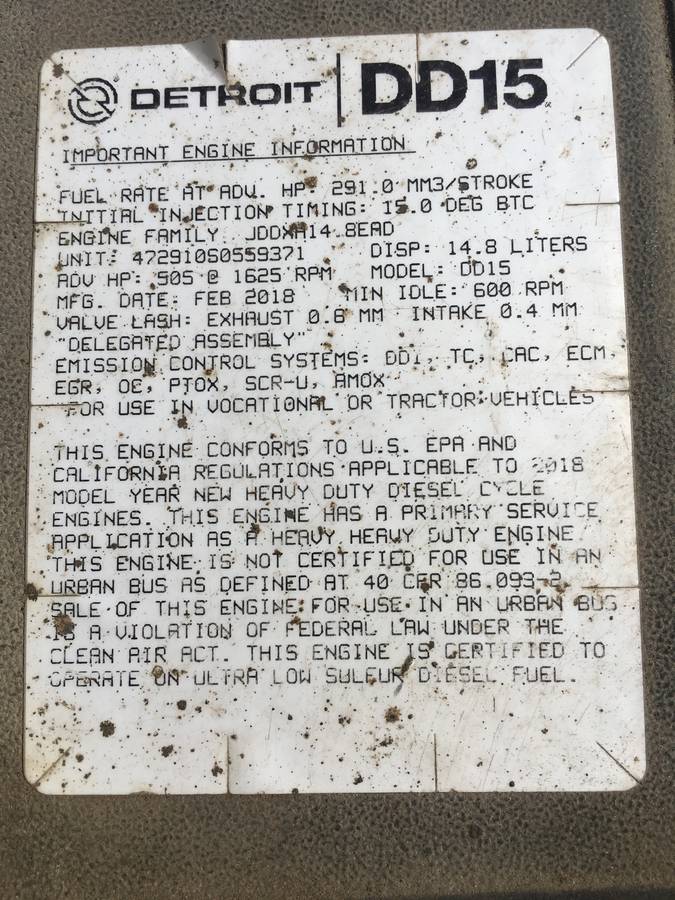 DETROIT DD15
IMPORTANT ENGINE INFORMATION
FUEL RATE AT ADV. HP: 291.0 MM3/STROKE
INITIAL INJECTION TIMING: 15.0 DEG BTC
ENGINE FAMILY JDDXH14.8EAD
UNIT: 472910S0559371 DISP: 14.8 LITERS
ADV HP: 505 @ 1625 RPM MODEL: DD15
MFG. DATE: FEB 2018 MIN IDLE: 600 RPM
VALVE LASH: EXHAUST 0.6 MM INTAKE 0.4 MM
"DELEGATED ASSEMBLY"
EMISSION CONTROL SYSTEMS: DDI, TC, CAC, ECM,
EGR, OC, PTOX, SCR-U, AMOX
FOR USE IN VOCATIONAL OR TRACTOR VEHICLES
THIS ENGINE CONFORMS TO U.S. EPA AND
CALIFORNIA REGULATIONS APPLICABLE TO 2018
MODEL YEAR NEW HEAVY DUTY DIESEL CYCLE
ENGINES. THIS ENGINE HAS A PRIMARY SERVICE
APPLICATION AS A HEAVY HEAVY DUTY ENGINE.
THIS ENGINE IS NOT CERTIFIED FOR USE IN AN
URBAN BUS AS DEFINED AT 40 CFR 86.093-2.
SALE OF THIS ENGINE FOR USE IN AN URBAN BUS
IS A VIOLATION OF FEDERAL LAW UNDER THE
CLEAN AIR ACT. THIS ENGINE IS CERTIFIED TO
OPERATE ON ULTRA LOW SULFUR DIESEL FUEL.